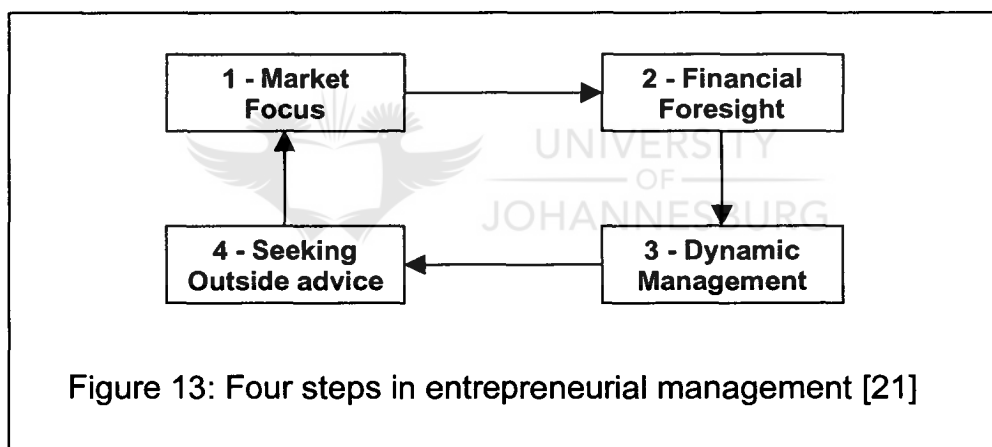 1 - Market
Focus
2 - Financial
Foresight
UNIVERSITY
OF
JOHANNESBURG
4 - Seeking
Outside advice
3 - Dynamic
Management
Figure 13: Four steps in entrepreneurial management [21]